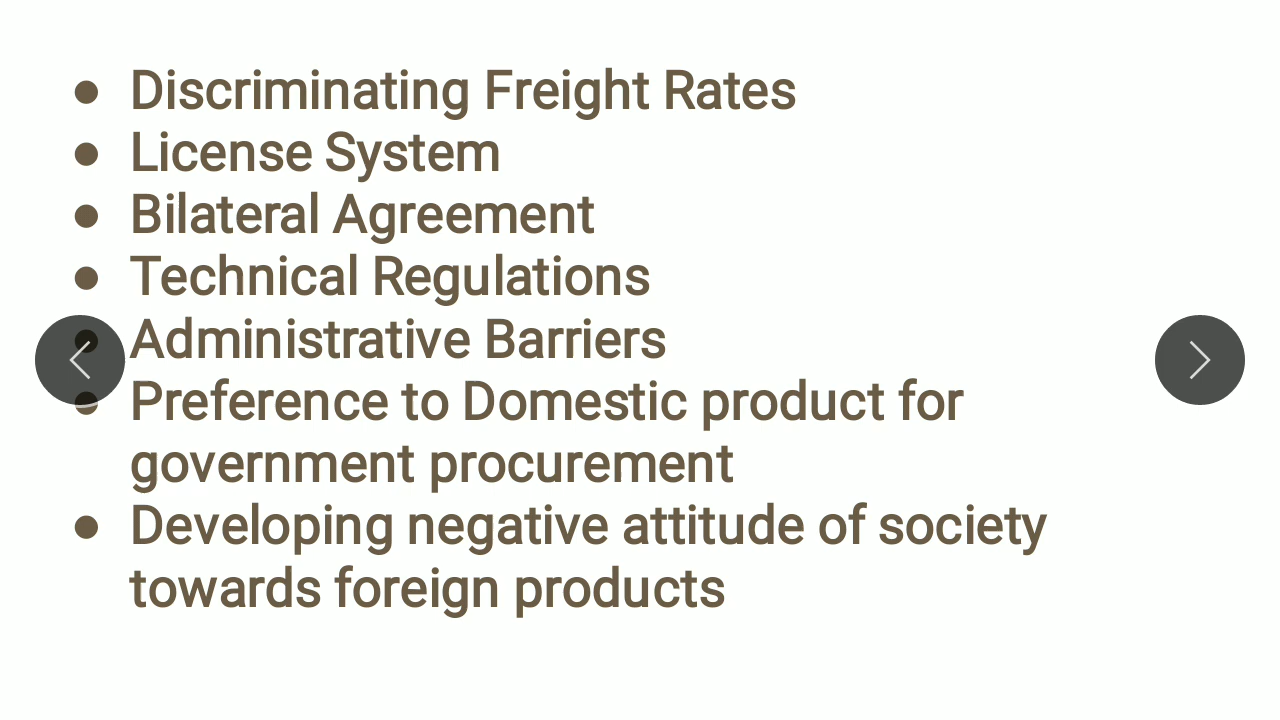 ● Discriminating Freight Rates
● License System
● Bilateral Agreement
● Technical Regulations
● Administrative Barriers
● Preference to Domestic product for
government procurement
● Developing negative attitude of society
towards foreign products